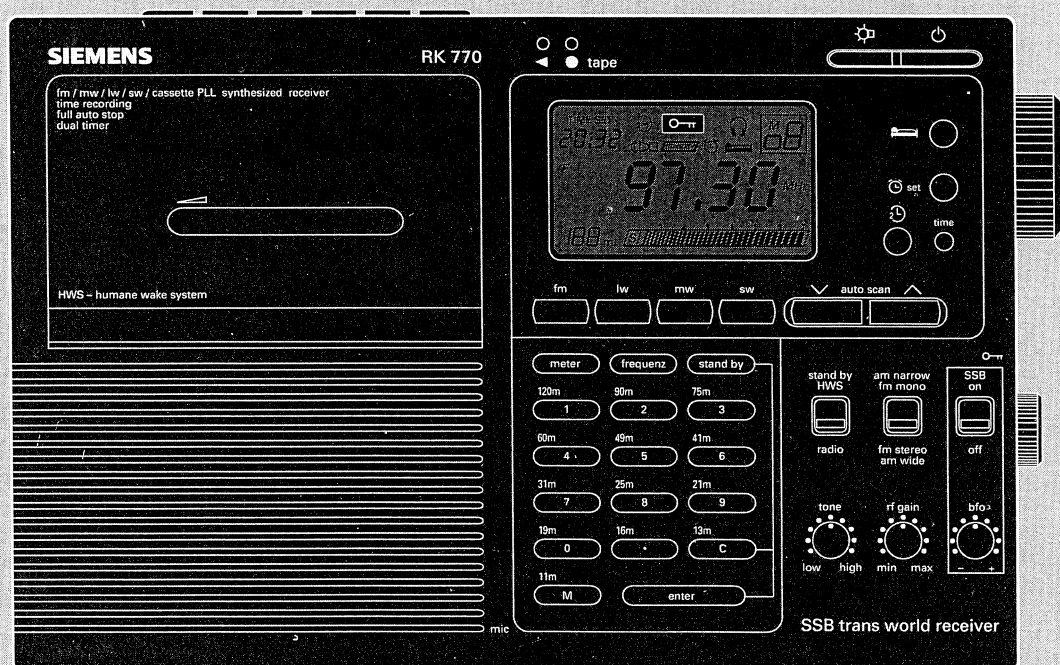 SIEMENS
RK 770
tape
fm / mw / lw / sw / cassette PLL synthesized receiver
time recording
full auto stop
dual timer
HWS – humane wake system
20:32
97.30
set
time
fm lw mw sw auto scan
meter frequenz stand by
120m 90m 75m
1 2 3
60m 49m 41m
4 5 6
31m 25m 21m
7 8 9
19m 16m 13m
0 . C
11m
M enter
mic
stand by
HWS
radio
am narrow
fm mono
fm stereo
am wide
SSB
on
off
tone
low high
rf gain
min max
bfo
– +
SSB trans world receiver